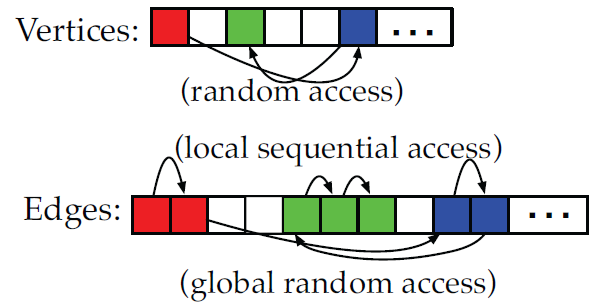 Vertices: ...
(random access)
(local sequential access)
Edges: ...
(global random access)